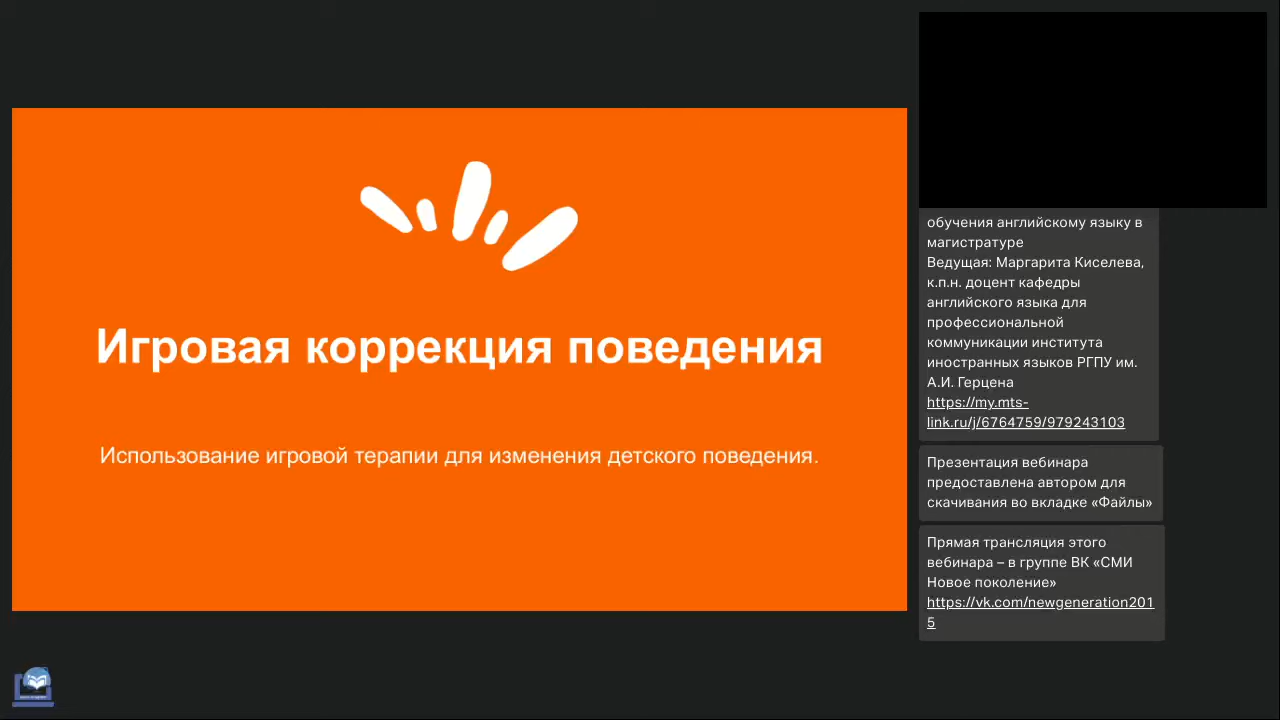 Игровая коррекция поведения
Использование игровой терапии для изменения детского поведения.
обучения английскому языку в
магистратуре
Ведущая: Маргарита Киселева,
к.п.н. доцент кафедры
английского языка для
профессиональной
коммуникации института
иностранных языков РГПУ им.
А.И. Герцена
https://my.mts-
link.ru/j/6764759/979243103
Презентация вебинара
предоставлена автором для
скачивания во вкладке «Файлы»
Прямая трансляция этого
вебинара – в группе ВК «СМИ
Новое поколение»
https://vk.com/newgeneration201
5